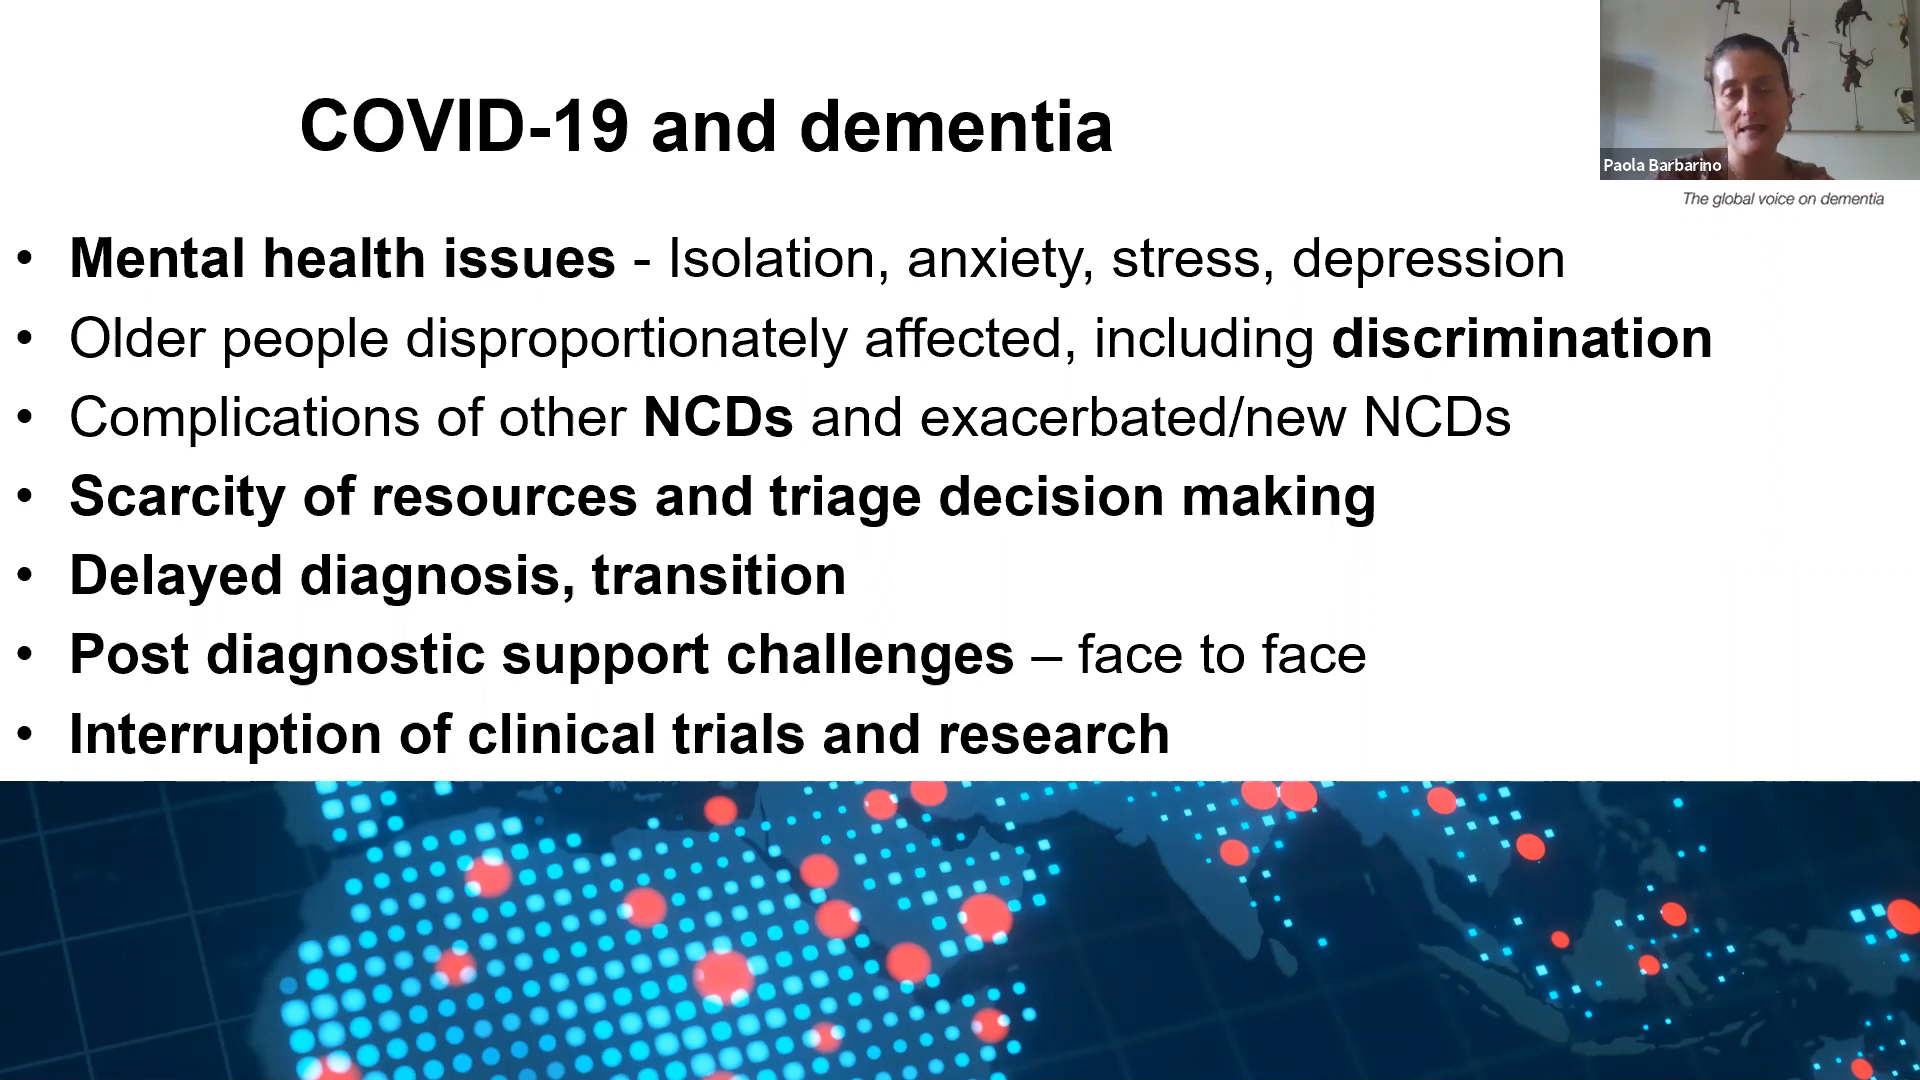 COVID-19 and dementia
Paola Barbarino
The global voice on dementia
• Mental health issues - Isolation, anxiety, stress, depression
• Older people disproportionately affected, including discrimination
• Complications of other NCDs and exacerbated/new NCDs
• Scarcity of resources and triage decision making
• Delayed diagnosis, transition
• Post diagnostic support challenges – face to face
• Interruption of clinical trials and research